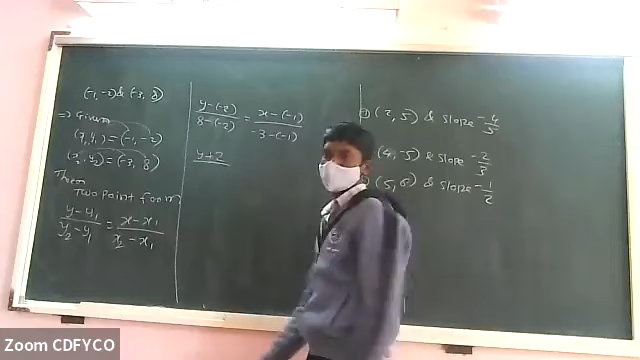 (-1, -2) & (-3, 8)
⇒ Given
(x₁ y₁) = (-1, -2)
(x₂ y₂) = (-3, 8)
Then
Two point form
y-y₁/y₂-y₁ = x-x₁/x₂-x₁
y-(-2)/8-(-2) = x-(-1)/-3-(-1)
y+2
(2, 5) & slope -4/5
(4, -5) & slope -2/3
(5, 6) & slope -1/2
Zoom CDFYCO